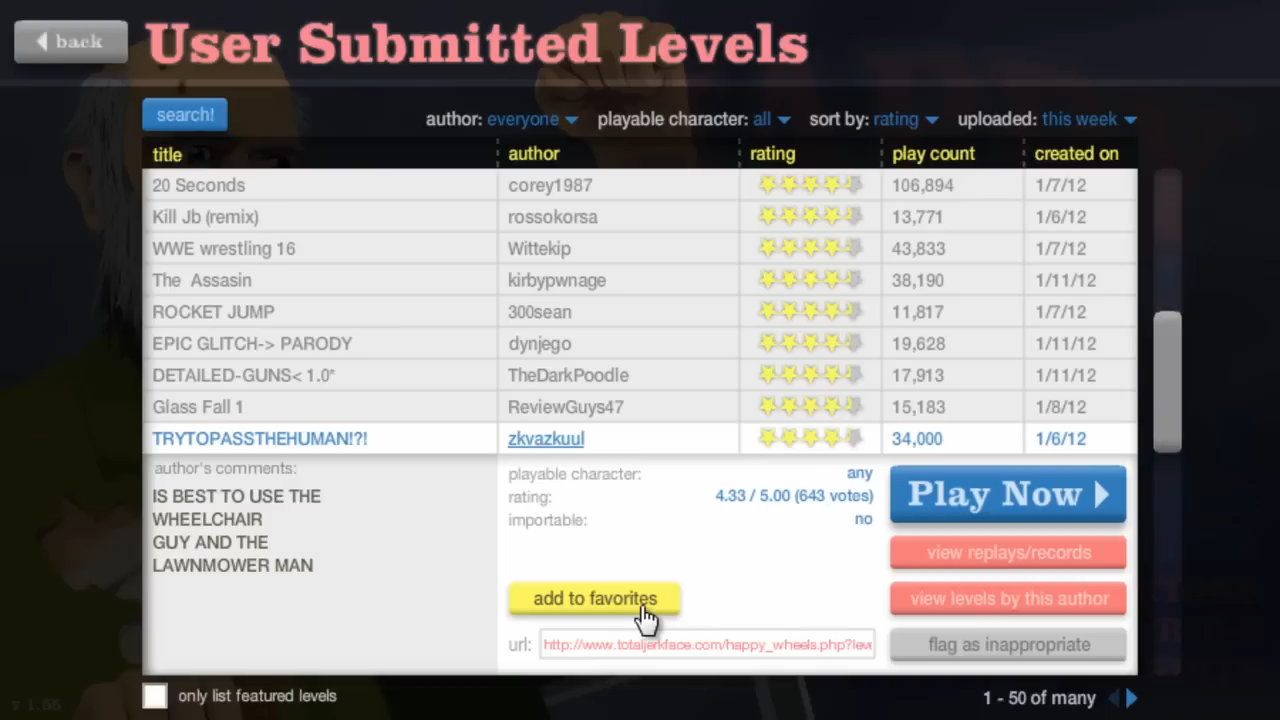 back
User Submitted Levels
search!
author: everyone playable character: all sort by: rating uploaded: this week
title author rating play count created on
20 Seconds corey1987 106,894 1/7/12
Kill Jb (remix) rossokorsa 13,771 1/6/12
WWE wrestling 16 Wittekip 43,833 1/7/12
The Assasin kirbypwnage 38,190 1/11/12
ROCKET JUMP 300sean 11,817 1/7/12
EPIC GLITCH-> PARODY dynjego 19,628 1/11/12
DETAILED-GUNS< 1.0* TheDarkPoodle 17,913 1/11/12
Glass Fall 1 ReviewGuys47 15,183 1/8/12
TRYTOPASSTHEHUMAN!?! zkvazkuul 34,000 1/6/12
author's comments:
IS BEST TO USE THE
WHEELCHAIR
GUY AND THE
LAWNMOWER MAN
playable character: any
rating: 4.33 / 5.00 (643 votes)
importable: no
add to favorites
url: http://www.totaljerkface.com/happy_wheels.php?leve
Play Now
view replays/records
view levels by this author
flag as inappropriate
only list featured levels
1 - 50 of many
v 1.55